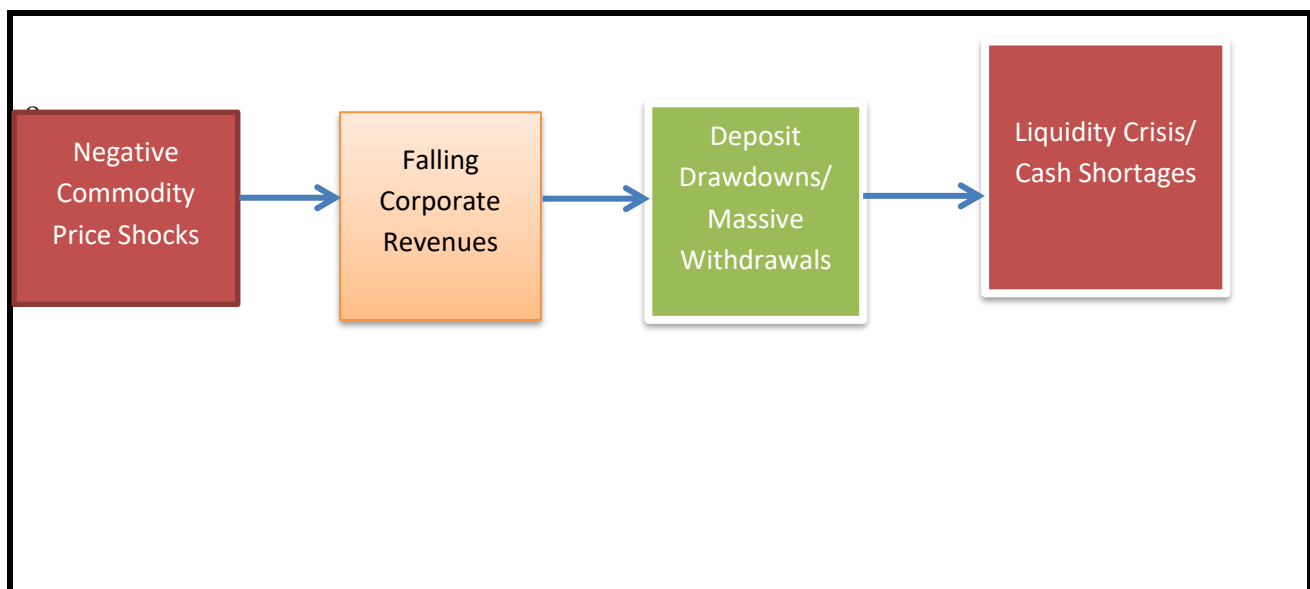 Negative
Commodity
Price Shocks
Falling
Corporate
Revenues
Deposit
Drawdowns/
Massive
Withdrawals
Liquidity Crisis/
Cash Shortages